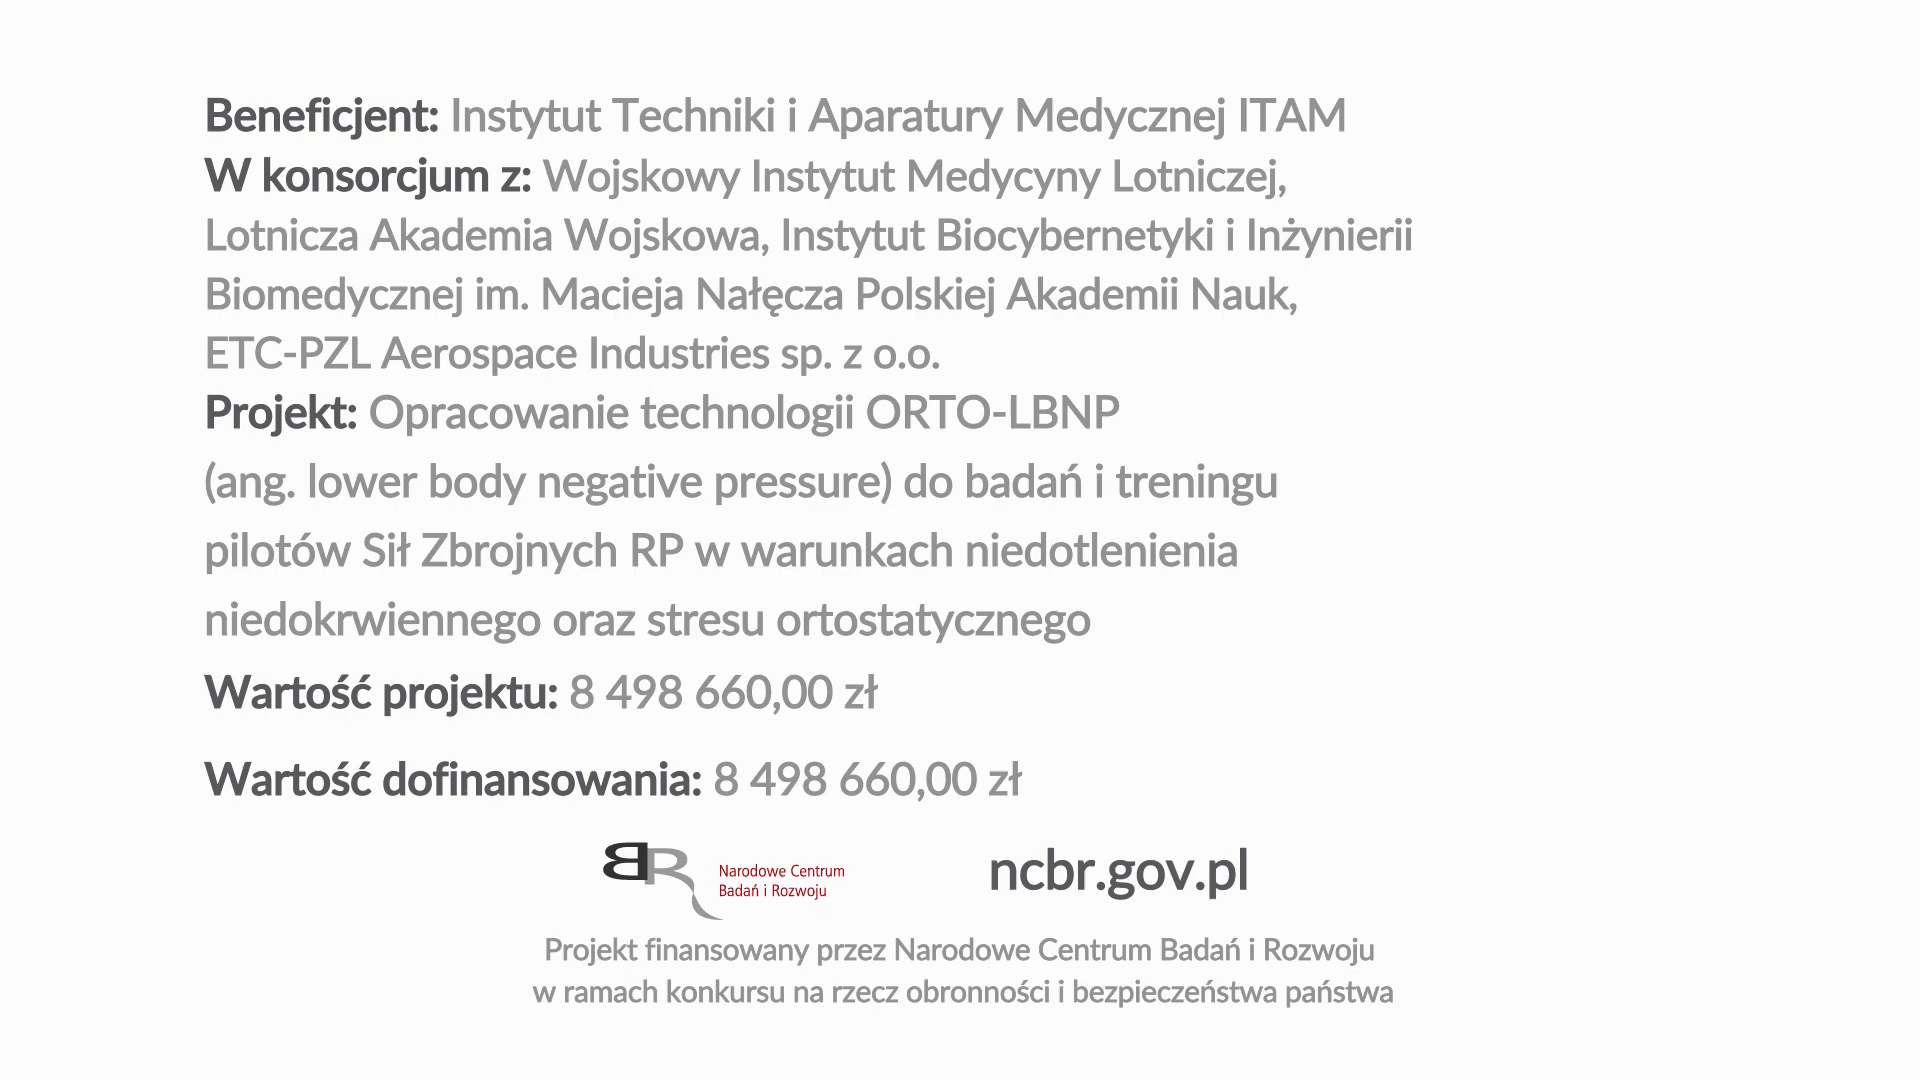 Beneficjent: Instytut Techniki i Aparatury Medycznej ITAM
W konsorcjum z: Wojskowy Instytut Medycyny Lotniczej,
Lotnicza Akademia Wojskowa, Instytut Biocybernetyki i Inżynierii
Biomedycznej im. Macieja Nałęcza Polskiej Akademii Nauk,
ETC-PZL Aerospace Industries sp. z o.o.
Projekt: Opracowanie technologii ORTO-LBNP
(ang. lower body negative pressure) do badań i treningu
pilotów Sił Zbrojnych RP w warunkach niedotlenienia
niedokrwiennego oraz stresu ortostatycznego
Wartość projektu: 8 498 660,00 zł
Wartość dofinansowania: 8 498 660,00 zł
BR
Narodowe Centrum
Badań i Rozwoju
ncbr.gov.pl
Projekt finansowany przez Narodowe Centrum Badań i Rozwoju
w ramach konkursu na rzecz obronności i bezpieczeństwa państwa